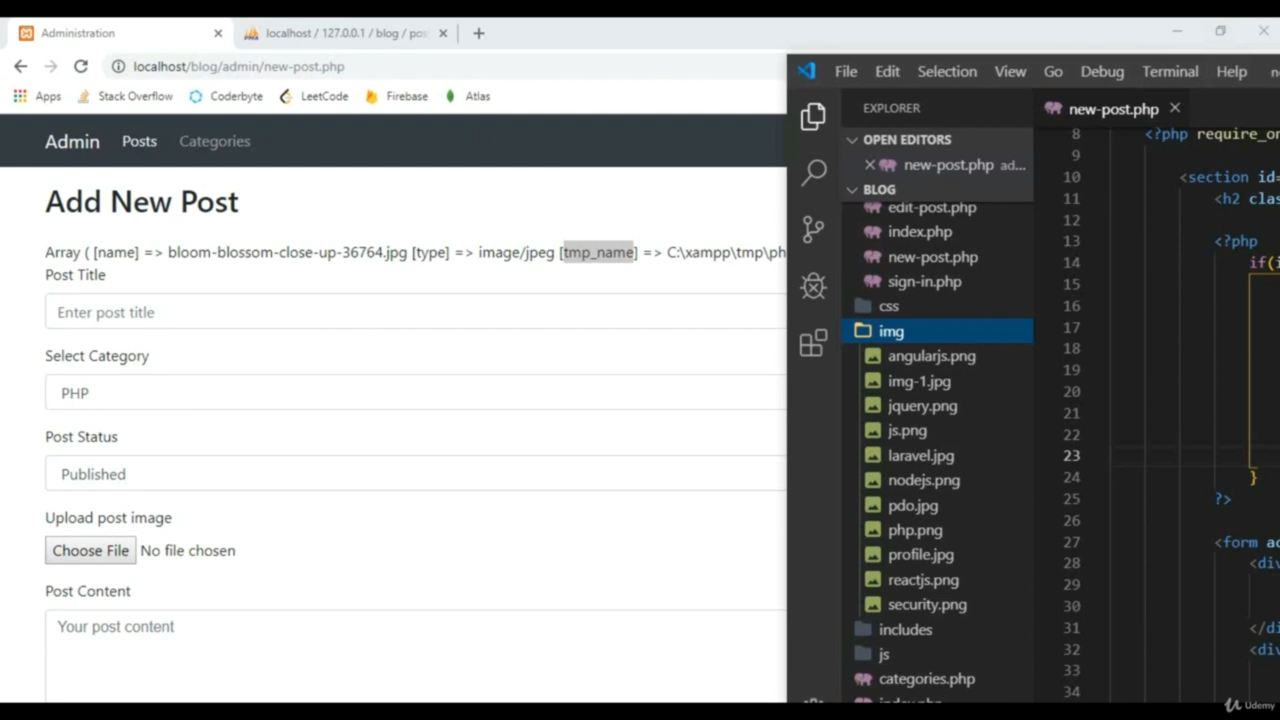 Administration
localhost / 127.0.0.1 / blog / po
localhost/blog/admin/new-post.php
Apps
Stack Overflow
Coderbyte
LeetCode
Firebase
Atlas
Admin
Posts
Categories
Add New Post
Array ( [name] => bloom-blossom-close-up-36764.jpg [type] => image/jpeg [tmp_name] => C:\xampp\tmp\ph
Post Title
Enter post title
Select Category
PHP
Post Status
Published
Upload post image
Choose File No file chosen
Post Content
Your post content
File Edit Selection View Go Debug Terminal Help
EXPLORER
OPEN EDITORS
new-post.php ad...
BLOG
edit-post.php
index.php
new-post.php
sign-in.php
css
img
angularjs.png
img-1.jpg
jquery.png
js.png
laravel.jpg
nodejs.png
pdo.jpg
php.png
profile.jpg
reactjs.png
security.png
includes
js
categories.php
new-post.php
8 <?php require_on
9
10 <section id=
11 <h2 clas
12
13 <?php
14 if(i
15
16
17
18
19
20
21
22
23
24 }
25 ?>
26
27 <form ac
28 <div
29
30
31 </di
32 <div
33
34
Udemy